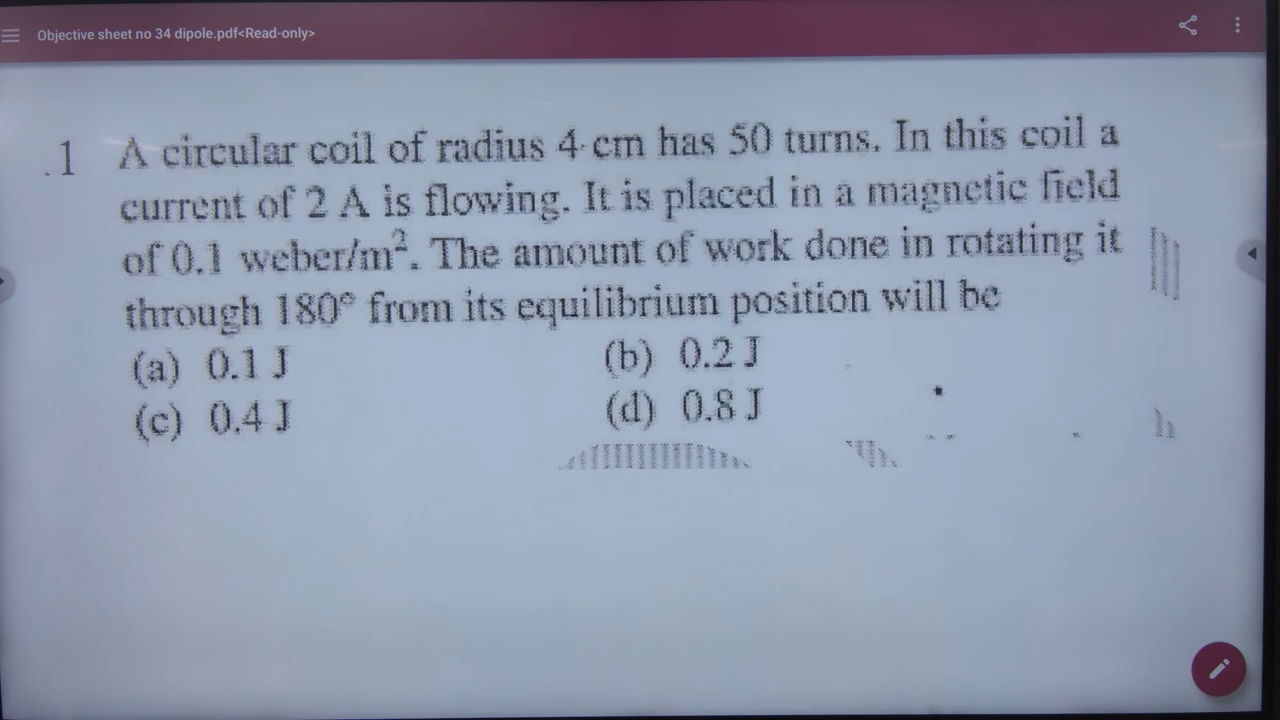 Objective sheet no 34 dipole.pdf<Read-only>
.1 A circular coil of radius 4 cm has 50 turns. In this coil a
current of 2 A is flowing. It is placed in a magnetic field
of 0.1 weber/m². The amount of work done in rotating it
through 180° from its equilibrium position will be
(a) 0.1 J (b) 0.2 J
(c) 0.4 J (d) 0.8 J